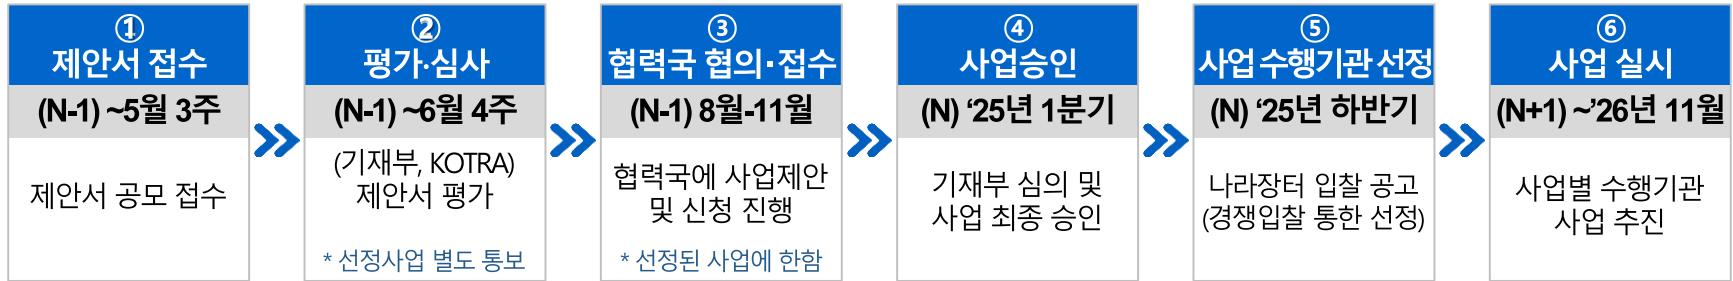 ①
제안서 접수
(N-1) ~5월 3주
제안서 공모 접수
②
평가·심사
(N-1) ~6월 4주
(기재부, KOTRA)
제안서 평가
* 선정사업 별도 통보
③
협력국 협의·접수
(N-1) 8월-11월
협력국에 사업제안
및 신청 진행
* 선정된 사업에 한함
④
사업승인
(N) ‘25년 1분기
기재부 심의 및
사업 최종 승인
⑤
사업 수행기관 선정
(N) ‘25년 하반기
나라장터 입찰 공고
(경쟁입찰 통한 선정)
⑥
사업 실시
(N+1) ~’26년 11월
사업별 수행기관
사업 추진